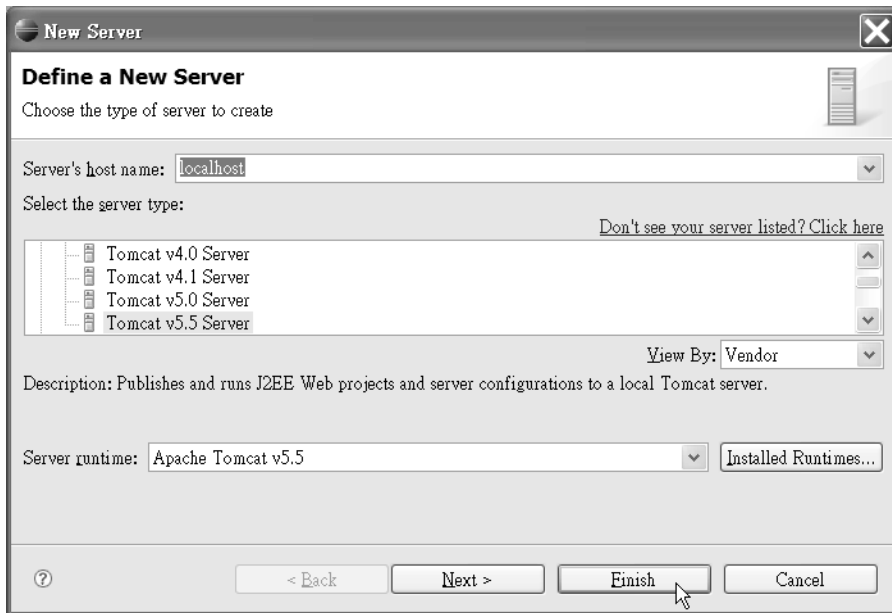 New Server
Define a New Server
Choose the type of server to create
Server's host name: localhost
Select the server type:
Don't see your server listed? Click here
Tomcat v4.0 Server
Tomcat v4.1 Server
Tomcat v5.0 Server
Tomcat v5.5 Server
View By: Vendor
Description: Publishes and runs J2EE Web projects and server configurations to a local Tomcat server.
Server runtime: Apache Tomcat v5.5 Installed Runtimes...
? < Back Next > Finish Cancel